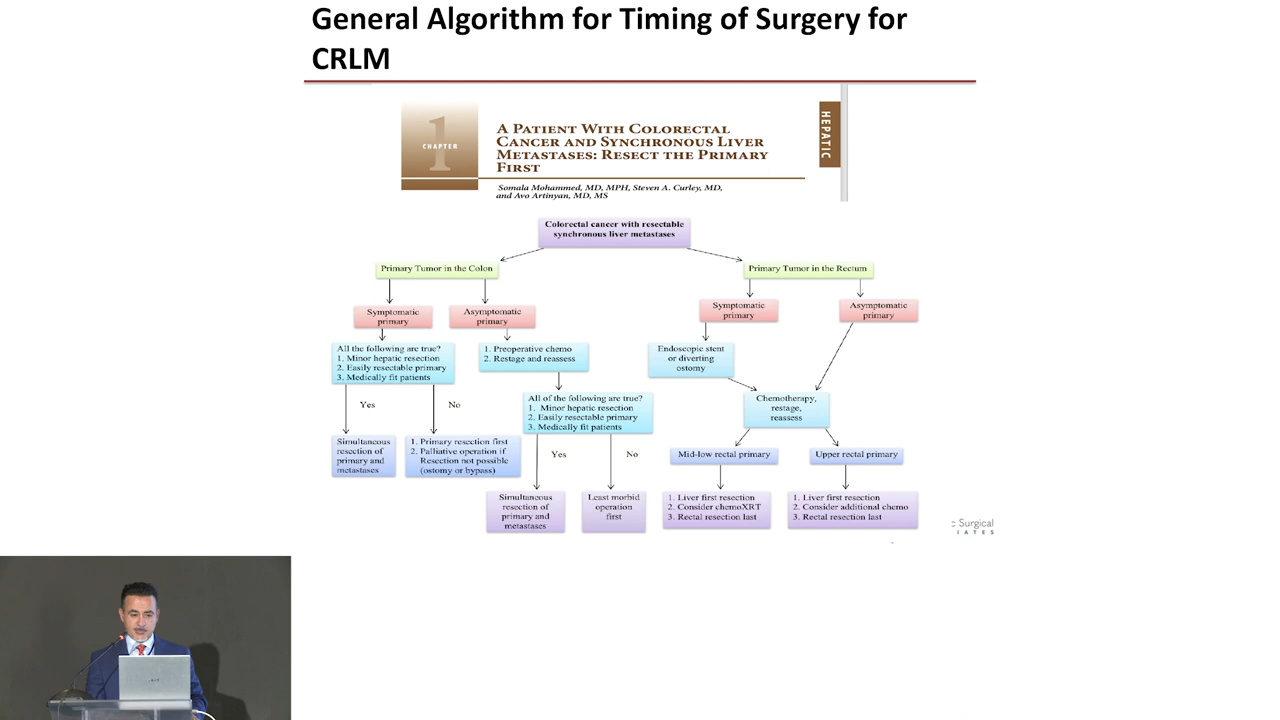 General Algorithm for Timing of Surgery for
CRLM
1
CHAPTER
A PATIENT WITH COLORECTAL
CANCER AND SYNCHRONOUS LIVER
METASTASES: RESECT THE PRIMARY
FIRST
HEPATIC
Somala Mohammed, MD, MPH, Steven A. Curley, MD,
and Avo Artinyan, MD, MS
Colorectal cancer with resectable
synchronous liver metastases
Primary Tumor in the Colon
Primary Tumor in the Rectum
Symptomatic
primary
Asymptomatic
primary
Symptomatic
primary
Asymptomatic
primary
All the following are true?
1. Minor hepatic resection
2. Easily resectable primary
3. Medically fit patients
1. Preoperative chemo
2. Restage and reassess
Endoscopic stent
or diverting
ostomy
All of the following are true?
1. Minor hepatic resection
2. Easily resectable primary
3. Medically fit patients
Chemotherapy,
restage,
reassess
Yes
No
Simultaneous
resection of
primary and
metastases
1. Primary resection first
2. Palliative operation if
Resection not possible
(ostomy or bypass)
Yes
No
Mid-low rectal primary
Upper rectal primary
Simultaneous
resection of
primary and
metastases
Least morbid
operation
first
1. Liver first resection
2. Consider chemoXRT
3. Rectal resection last
1. Liver first resection
2. Consider additional chemo
3. Rectal resection last
c Surgical
IATES